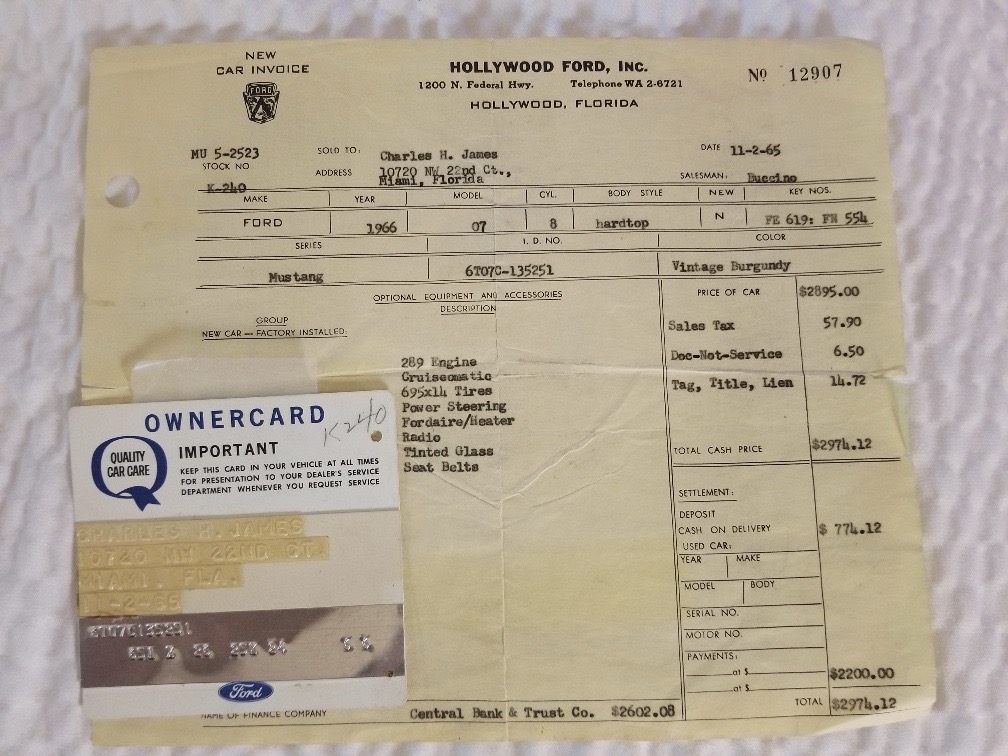 NEW
CAR INVOICE
FORD
HOLLYWOOD FORD, INC.
1200 N. Federal Hwy. Telephone WA 2-6721
HOLLYWOOD, FLORIDA
No 12907
MU 5-2523
STOCK NO
K-240
SOLD TO: Charles H. James
ADDRESS 10720 NW 22nd Ct.,
Miami, Florida
DATE 11-2-65
SALESMAN: Buccino
MAKE YEAR MODEL CYL. BODY STYLE NEW KEY NOS.
FORD 1966 07 8 hardtop N FE 619: FH 554
SERIES I. D. NO. COLOR
Mustang 6T07C-135251 Vintage Burgundy
OPTIONAL EQUIPMENT AND ACCESSORIES
DESCRIPTION
GROUP
NEW CAR — FACTORY INSTALLED:
289 Engine
Cruiseomatic
695x14 Tires
Power Steering
Fordaire/Heater
Radio
Tinted Glass
Seat Belts
PRICE OF CAR $2895.00
Sales Tax 57.90
Doc-Not-Service 6.50
Tag, Title, Lien 14.72
TOTAL CASH PRICE $2974.12
SETTLEMENT:
DEPOSIT
CASH ON DELIVERY $ 774.12
USED CAR:
YEAR MAKE
MODEL BODY
SERIAL NO.
MOTOR NO.
PAYMENTS:
at $ $2200.00
at $
TOTAL $2974.12
NAME OF FINANCE COMPANY Central Bank & Trust Co. $2602.08
OWNERCARD
K240
QUALITY
CAR CARE
IMPORTANT
KEEP THIS CARD IN YOUR VEHICLE AT ALL TIMES
FOR PRESENTATION TO YOUR DEALER'S SERVICE
DEPARTMENT WHENEVER YOU REQUEST SERVICE
CHARLES H. JAMES
10720 NW 22ND CT.
MIAMI, FLA.
11-2-65
Ford